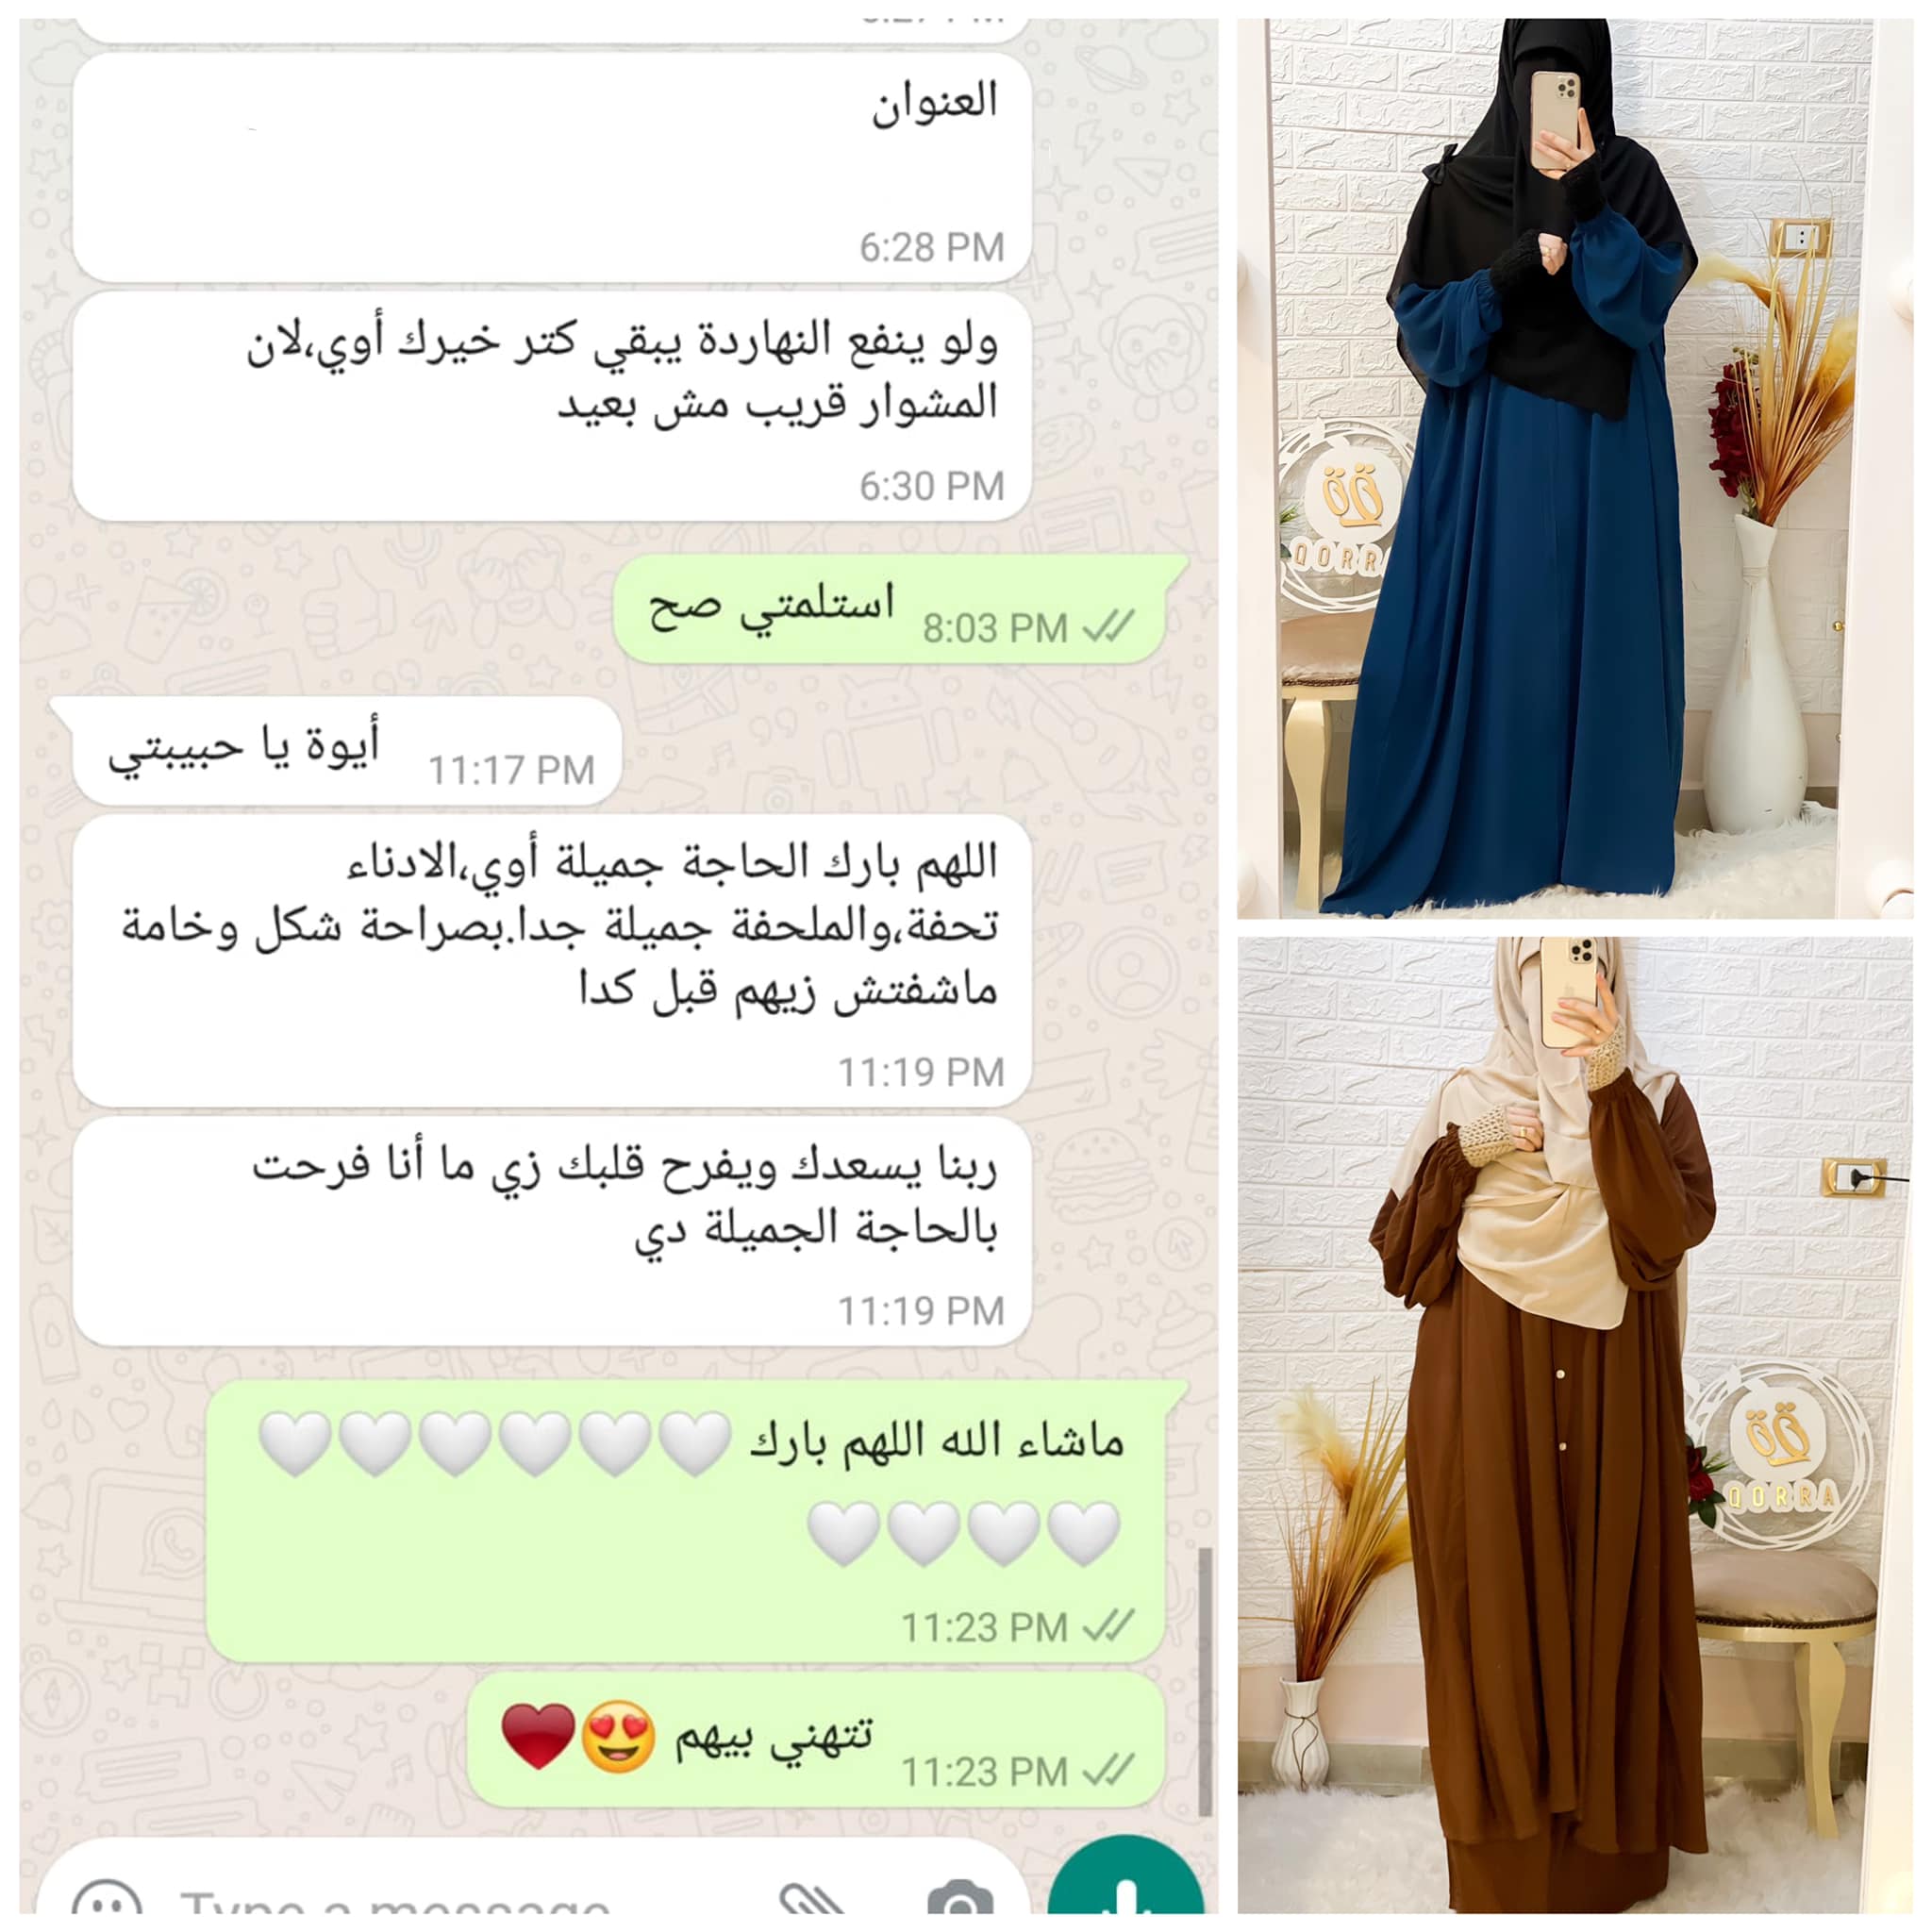 العنوان
6:28 PM
ولو ينفع النهاردة يبقي كتر خيرك أوي،لان
المشوار قريب مش بعيد
6:30 PM
استلمتي صح
8:03 PM
أيوة يا حبيبتي
11:17 PM
اللهم بارك الحاجة جميلة أوي،الادناء
تحفة،والملحفة جميلة جدا.بصراحة شكل وخامة
ماشفتش زيهم قبل كدا
11:19 PM
ربنا يسعدك ويفرح قلبك زي ما أنا فرحت
بالحاجة الجميلة دي
11:19 PM
ماشاء الله اللهم بارك 🤍🤍🤍🤍🤍🤍
🤍🤍🤍🤍
11:23 PM
تتهني بيهم 😍❤️
11:23 PM
Type a message
قرة
QORR
قرة
QORRA